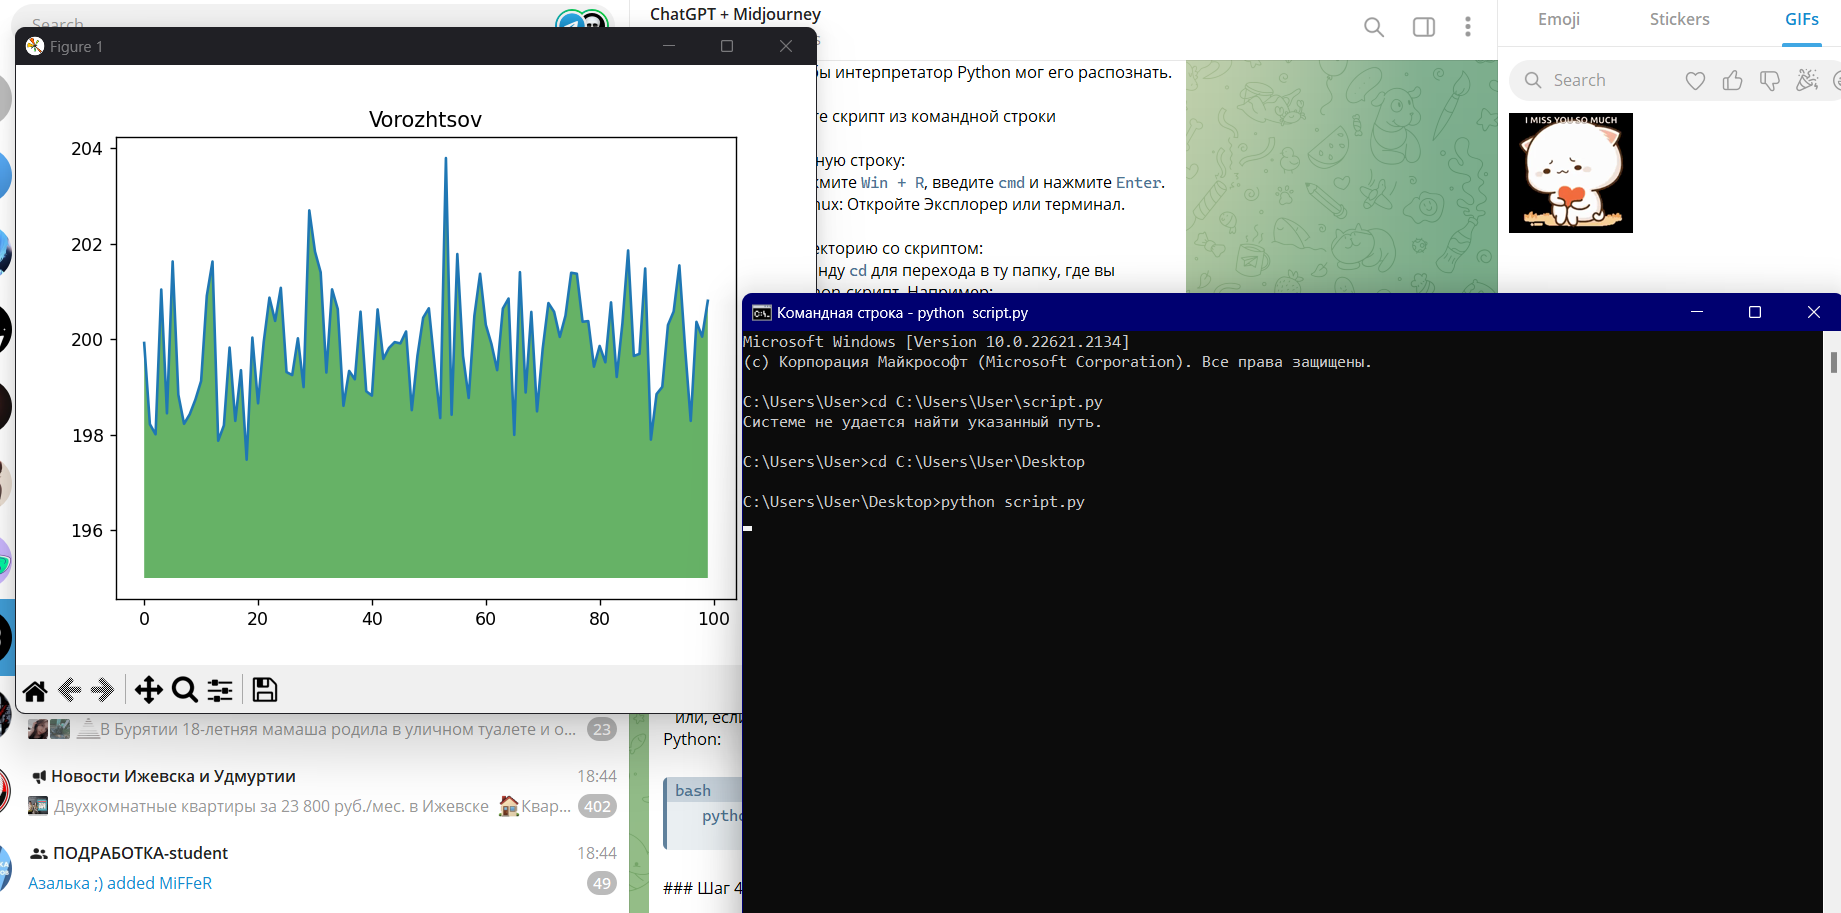 Search
ChatGPT + Midjourney
Emoji
Stickers
GIFs
Figure 1
Search
I MISS YOU SO MUCH
Vorozhtsov
204
202
200
198
196
0
20
40
60
80
100
интерпретатор Python мог его распознать.
скрипт из командной строки
строку:
Win + R, введите cmd и нажмите Enter.
Откройте Эксплорер или терминал.
со скриптом:
cd для перехода в ту папку, где вы
скрипт. Например:
Командная строка - python script.py
Microsoft Windows [Version 10.0.22621.2134]
(c) Корпорация Майкрософт (Microsoft Corporation). Все права защищены.
C:\Users\User>cd C:\Users\User\script.py
Системе не удается найти указанный путь.
C:\Users\User>cd C:\Users\User\Desktop
C:\Users\User\Desktop>python script.py
В Бурятии 18-летняя мамаша родила в уличном туалете и о...
23
Новости Ижевска и Удмуртии
18:44
Двухкомнатные квартиры за 23 800 руб./мес. в Ижевске 🏠Квар...
402
ПОДРАБОТКА-student
18:44
Азалька ;) added MiFFeR
49
или, если
Python:
bash
### Шаг 4